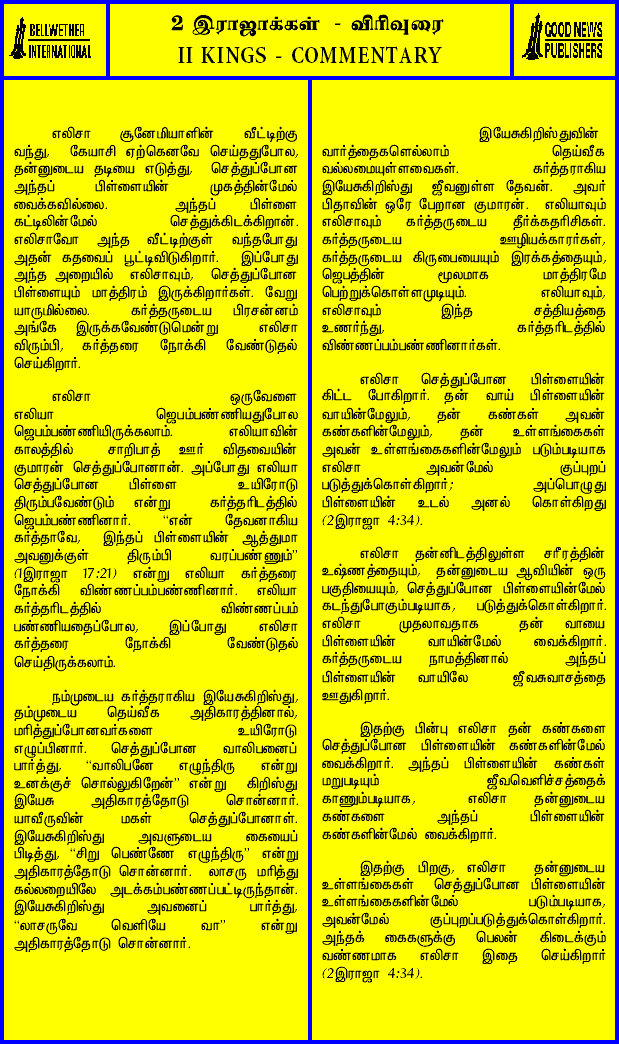 BELLWETHER
INTERNATIONAL
2 இராஜாக்கள் - விரிவுரை
II KINGS - COMMENTARY
GOOD NEWS
PUBLISHERS
எலிசா சூனேமியாளின் வீட்டிற்கு
வந்து, கேயாசி ஏற்கெனவே செய்ததுபோல,
தன்னுடைய தடியை எடுத்து, செத்துப்போன
அந்தப் பிள்ளையின் முகத்தின்மேல்
வைக்கவில்லை. அந்தப் பிள்ளை
கட்டிலின்மேல் செத்துக்கிடக்கிறான்.
எலிசாவோ அந்த வீட்டிற்குள் வந்தபோது
அதன் கதவைப் பூட்டிவிடுகிறார். இப்போது
அந்த அறையில் எலிசாவும், செத்துப்போன
பிள்ளையும் மாத்திரம் இருக்கிறார்கள். வேறு
யாருமில்லை. கர்த்தருடைய பிரசன்னம்
அங்கே இருக்கவேண்டுமென்று எலிசா
விரும்பி, கர்த்தரை நோக்கி வேண்டுதல்
செய்கிறார்.
எலிசா ஒருவேளை
எலியா ஜெபம்பண்ணியதுபோல
ஜெபம்பண்ணியிருக்கலாம். எலியாவின்
காலத்தில் சாறிபாத் ஊர் விதவையின்
குமாரன் செத்துப்போனான். அப்போது எலியா
செத்துப்போன பிள்ளை உயிரோடு
திரும்பவேண்டும் என்று கர்த்தரிடத்தில்
ஜெபம்பண்ணினார். “என் தேவனாகிய
கர்த்தாவே, இந்தப் பிள்ளையின் ஆத்துமா
அவனுக்குள் திரும்பி வரப்பண்ணும்”
(1இராஜா 17:21) என்று எலியா கர்த்தரை
நோக்கி விண்ணப்பம்பண்ணினார். எலியா
கர்த்தரிடத்தில் விண்ணப்பம்
பண்ணியதைப்போல, இப்போது எலிசா
கர்த்தரை நோக்கி வேண்டுதல்
செய்திருக்கலாம்.
நம்முடைய கர்த்தராகிய இயேசுகிறிஸ்து,
தம்முடைய தெய்வீக அதிகாரத்தினால்,
மரித்துப்போனவர்களை உயிரோடு
எழுப்பினார். செத்துப்போன வாலிபனைப்
பார்த்து, “வாலிபனே எழுந்திரு என்று
உனக்குச் சொல்லுகிறேன்” என்று கிறிஸ்து
இயேசு அதிகாரத்தோடு சொன்னார்.
யாவீருவின் மகள் செத்துப்போனாள்.
இயேசுகிறிஸ்து அவளுடைய கையைப்
பிடித்து, “சிறு பெண்ணே எழுந்திரு” என்று
அதிகாரத்தோடு சொன்னார். லாசரு மரித்து
கல்லறையிலே அடக்கம்பண்ணப்பட்டிருந்தான்.
இயேசுகிறிஸ்து அவனைப் பார்த்து,
“லாசருவே வெளியே வா” என்று
அதிகாரத்தோடு சொன்னார்.
இயேசுகிறிஸ்துவின்
வார்த்தைகளெல்லாம் தெய்வீக
வல்லமையுள்ளவைகள். கர்த்தராகிய
இயேசுகிறிஸ்து ஜீவனுள்ள தேவன். அவர்
பிதாவின் ஒரே பேறான குமாரன். எலியாவும்
எலிசாவும் கர்த்தருடைய தீர்க்கதரிசிகள்.
கர்த்தருடைய ஊழியக்காரர்கள்,
கர்த்தருடைய கிருபையையும் இரக்கத்தையும்,
ஜெபத்தின் மூலமாக மாத்திரமே
பெற்றுக்கொள்ளமுடியும். எலியாவும்,
எலிசாவும் இந்த சத்தியத்தை
உணர்ந்து, கர்த்தரிடத்தில்
விண்ணப்பம்பண்ணினார்கள்.
எலிசா செத்துப்போன பிள்ளையின்
கிட்ட போகிறார். தன் வாய் பிள்ளையின்
வாயின்மேலும், தன் கண்கள் அவன்
கண்களின்மேலும், தன் உள்ளங்கைகள்
அவன் உள்ளங்கைகளின்மேலும் படும்படியாக
எலிசா அவன்மேல் குப்புறப்
படுத்துக்கொள்கிறார்; அப்பொழுது
பிள்ளையின் உடல் அனல் கொள்கிறது
(2இராஜா 4:34).
எலிசா தன்னிடத்திலுள்ள சரீரத்தின்
உஷ்ணத்தையும், தன்னுடைய ஆவியின் ஒரு
பகுதியையும், செத்துப்போன பிள்ளையின்மேல்
கடந்துபோகும்படியாக, படுத்துக்கொள்கிறார்.
எலிசா முதலாவதாக தன் வாயை
பிள்ளையின் வாயின்மேல் வைக்கிறார்.
கர்த்தருடைய நாமத்தினால் அந்தப்
பிள்ளையின் வாயிலே ஜீவசுவாசத்தை
ஊதுகிறார்.
இதற்கு பின்பு எலிசா தன் கண்களை
செத்துப்போன பிள்ளையின் கண்களின்மேல்
வைக்கிறார். அந்தப் பிள்ளையின் கண்கள்
மறுபடியும் ஜீவவெளிச்சத்தைக்
காணும்படியாக, எலிசா தன்னுடைய
கண்களை அந்தப் பிள்ளையின்
கண்களின்மேல் வைக்கிறார்.
இதற்கு பிறகு, எலிசா தன்னுடைய
உள்ளங்கைகள் செத்துப்போன பிள்ளையின்
உள்ளங்கைகளின்மேல் படும்படியாக,
அவன்மேல் குப்புறப்படுத்துக்கொள்கிறார்.
அந்தக் கைகளுக்கு பெலன் கிடைக்கும்
வண்ணமாக எலிசா இதை செய்கிறார்
(2இராஜா 4:34).